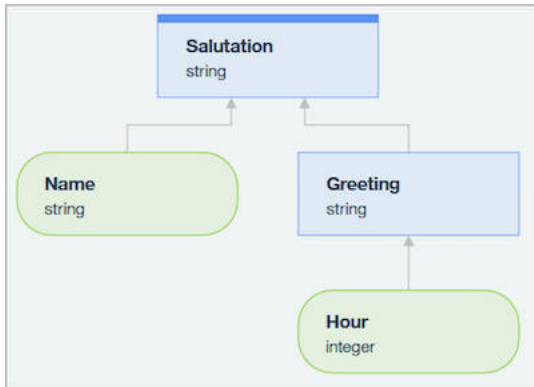 Salutation
string
Name
string
Greeting
string
Hour
integer